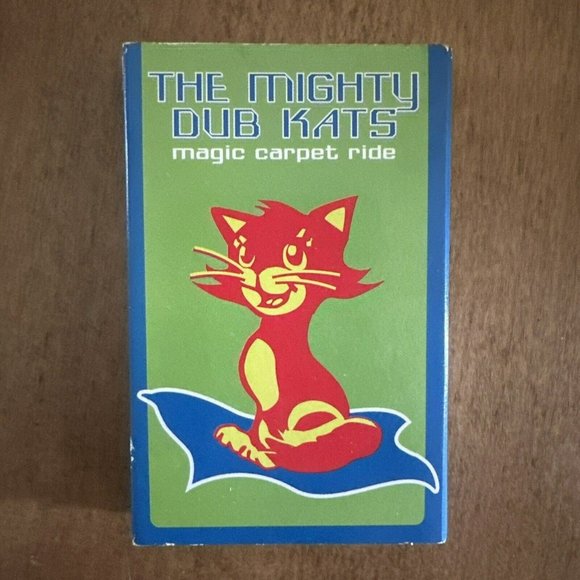 THE MIGHTY
DUB KATS
magic carpet ride